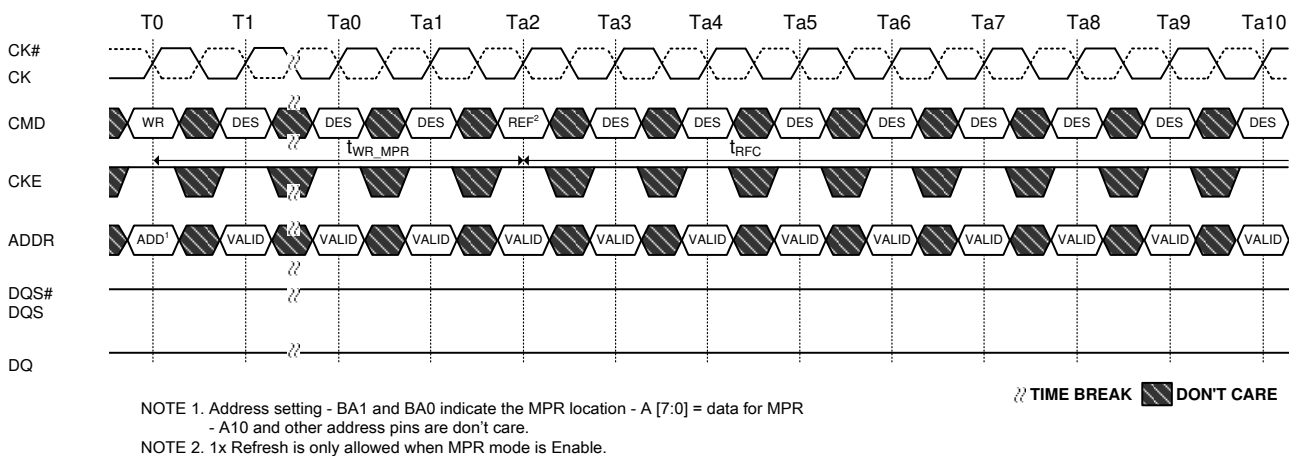 T0 T1 Ta0 Ta1 Ta2 Ta3 Ta4 Ta5 Ta6 Ta7 Ta8 Ta9 Ta10
CK#
CK
CMD WR DES DES DES REF² DES DES DES DES DES DES DES DES
tWR_MPR tRFC
CKE
ADDR ADD¹ VALID VALID VALID VALID VALID VALID VALID VALID VALID VALID VALID VALID
DQS#
DQS
DQ
TIME BREAK DON'T CARE
NOTE 1. Address setting - BA1 and BA0 indicate the MPR location - A [7:0] = data for MPR
- A10 and other address pins are don't care.
NOTE 2. 1x Refresh is only allowed when MPR mode is Enable.